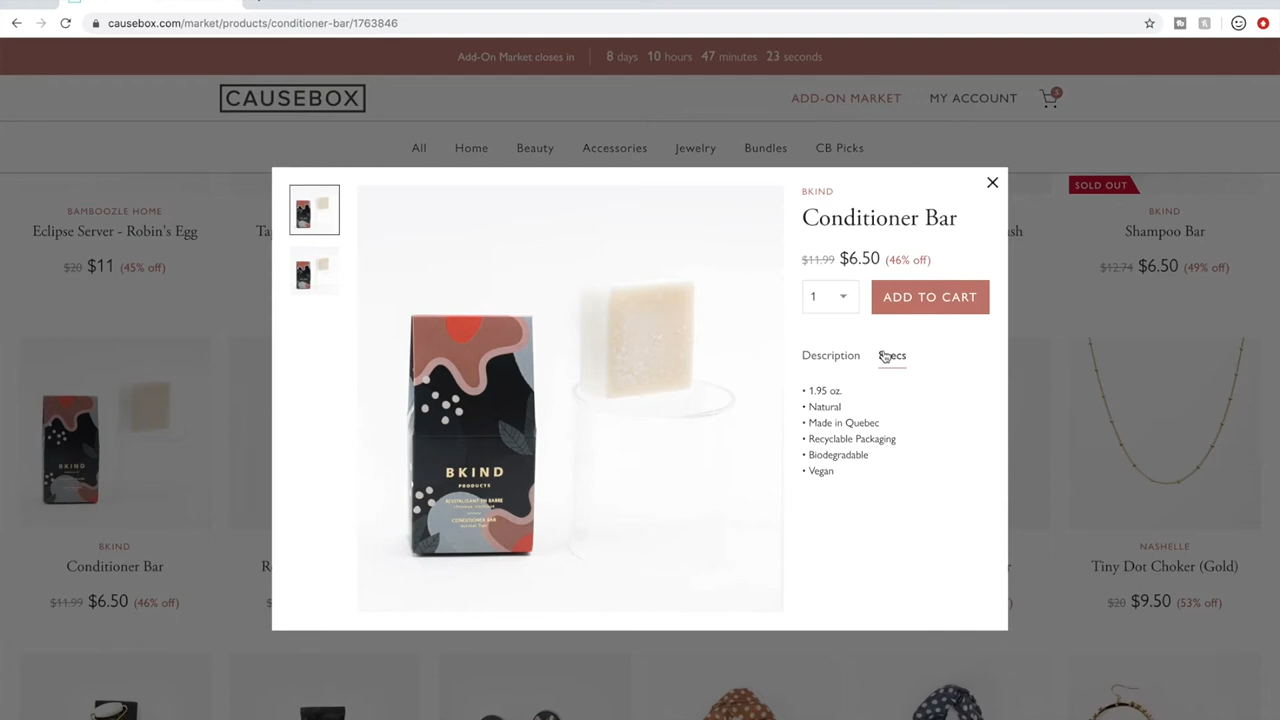 causebox.com/market/products/conditioner-bar/1763846
Add-On Market closes in 8 days 10 hours 47 minutes 23 seconds
CAUSEBOX
ADD-ON MARKET MY ACCOUNT 3
All Home Beauty Accessories Jewelry Bundles CB Picks
SOLD OUT
BAMBOOZLE HOME
Eclipse Server - Robin's Egg
$20 $11 (45% off)
BKIND
Shampoo Bar
$12.74 $6.50 (49% off)
BKIND
Conditioner Bar
$11.99 $6.50 (46% off)
1 ADD TO CART
Description Specs
• 1.95 oz.
• Natural
• Made in Quebec
• Recyclable Packaging
• Biodegradable
• Vegan
BKIND
PRODUCTS
REVITALISANT EN BARRE
CONDITIONER BAR
BKIND
BKIND
Conditioner Bar
$11.99 $6.50 (46% off)
NASHELLE
Tiny Dot Choker (Gold)
$20 $9.50 (53% off)